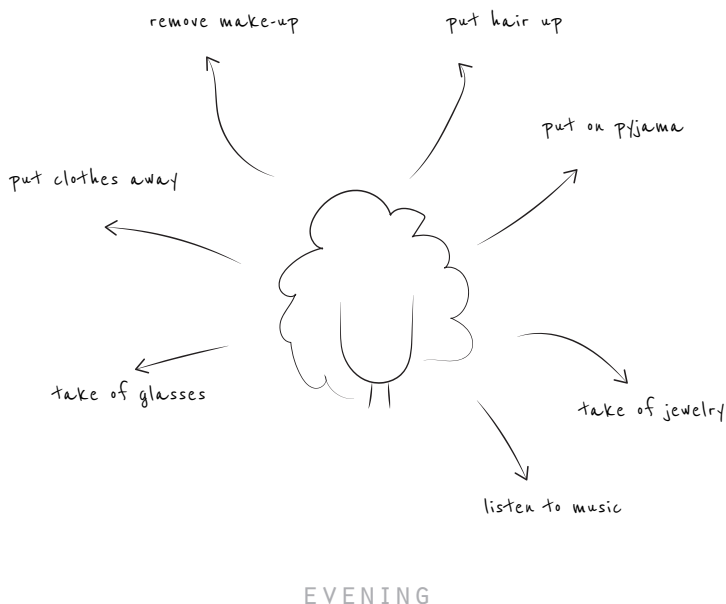 remove make-up
put hair up
put on pyjama
put clothes away
take of glasses
take of jewelry
listen to music
EVENING